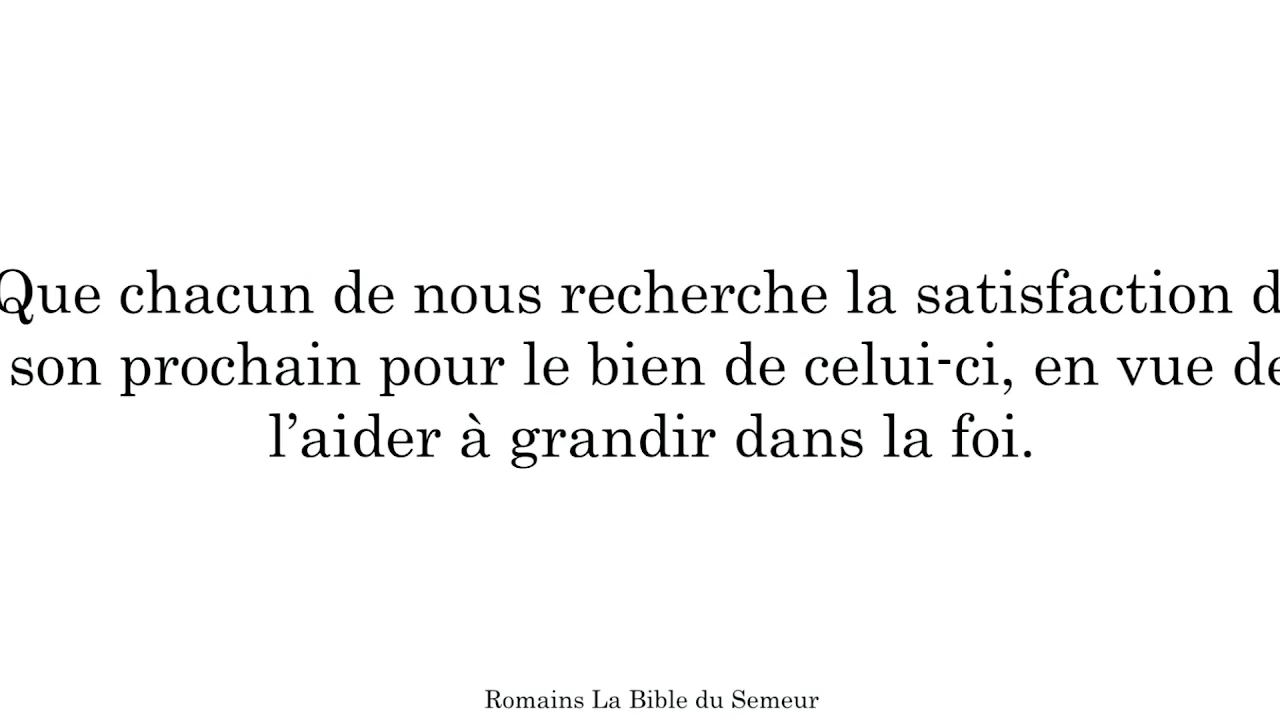 Que chacun de nous recherche la satisfaction d
son prochain pour le bien de celui-ci, en vue de
l’aider à grandir dans la foi.
Romains La Bible du Semeur